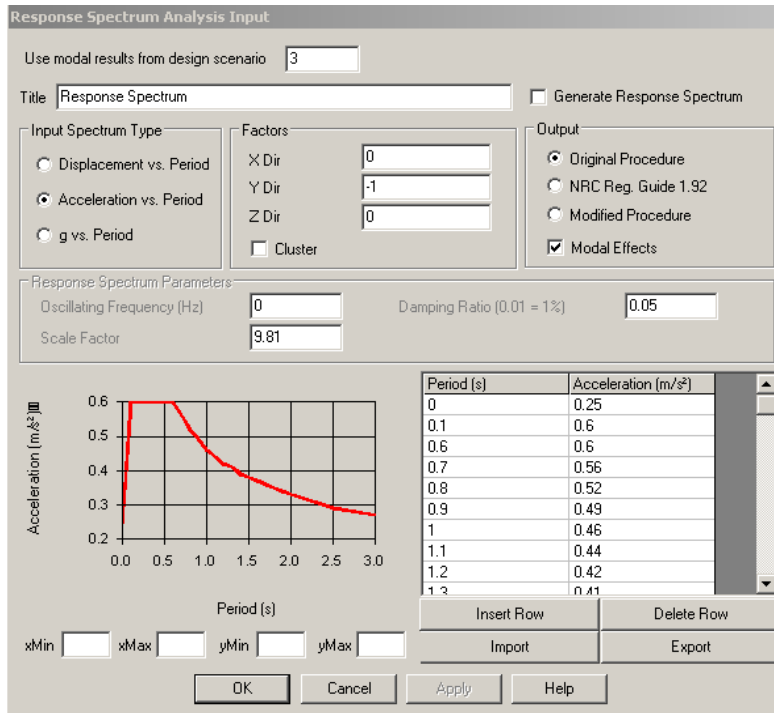 Response Spectrum Analysis Input
Use modal results from design scenario 3
Title Response Spectrum Generate Response Spectrum
Input Spectrum Type
Displacement vs. Period
Acceleration vs. Period
g vs. Period
Factors
X Dir 0
Y Dir -1
Z Dir 0
Cluster
Output
Original Procedure
NRC Reg. Guide 1.92
Modified Procedure
Modal Effects
Response Spectrum Parameters
Oscillating Frequency (Hz) 0 Damping Ratio (0.01 = 1%) 0.05
Scale Factor 9.81
Acceleration (m/s²)
0.6
0.5
0.4
0.3
0.2
0.0 0.5 1.0 1.5 2.0 2.5 3.0
Period (s)
Period (s) Acceleration (m/s²)
0 0.25
0.1 0.6
0.6 0.6
0.7 0.56
0.8 0.52
0.9 0.49
1 0.46
1.1 0.44
1.2 0.42
1.3 0.41
Insert Row Delete Row
xMin xMax yMin yMax Import Export
OK Cancel Apply Help